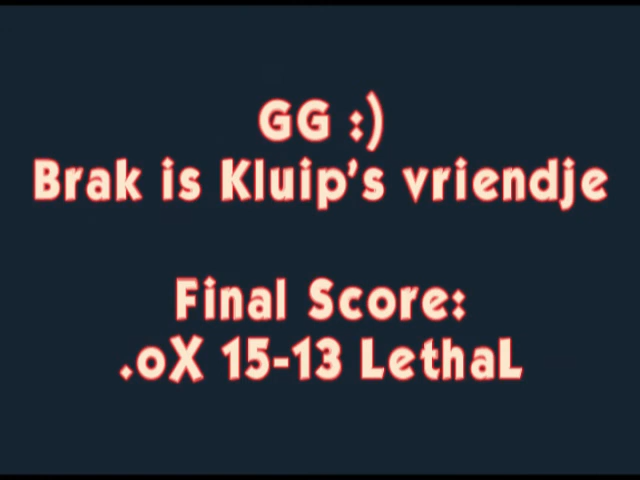 GG :)
Brak is Kluip's vriendje
Final Score:
.oX 15-13 LethaL